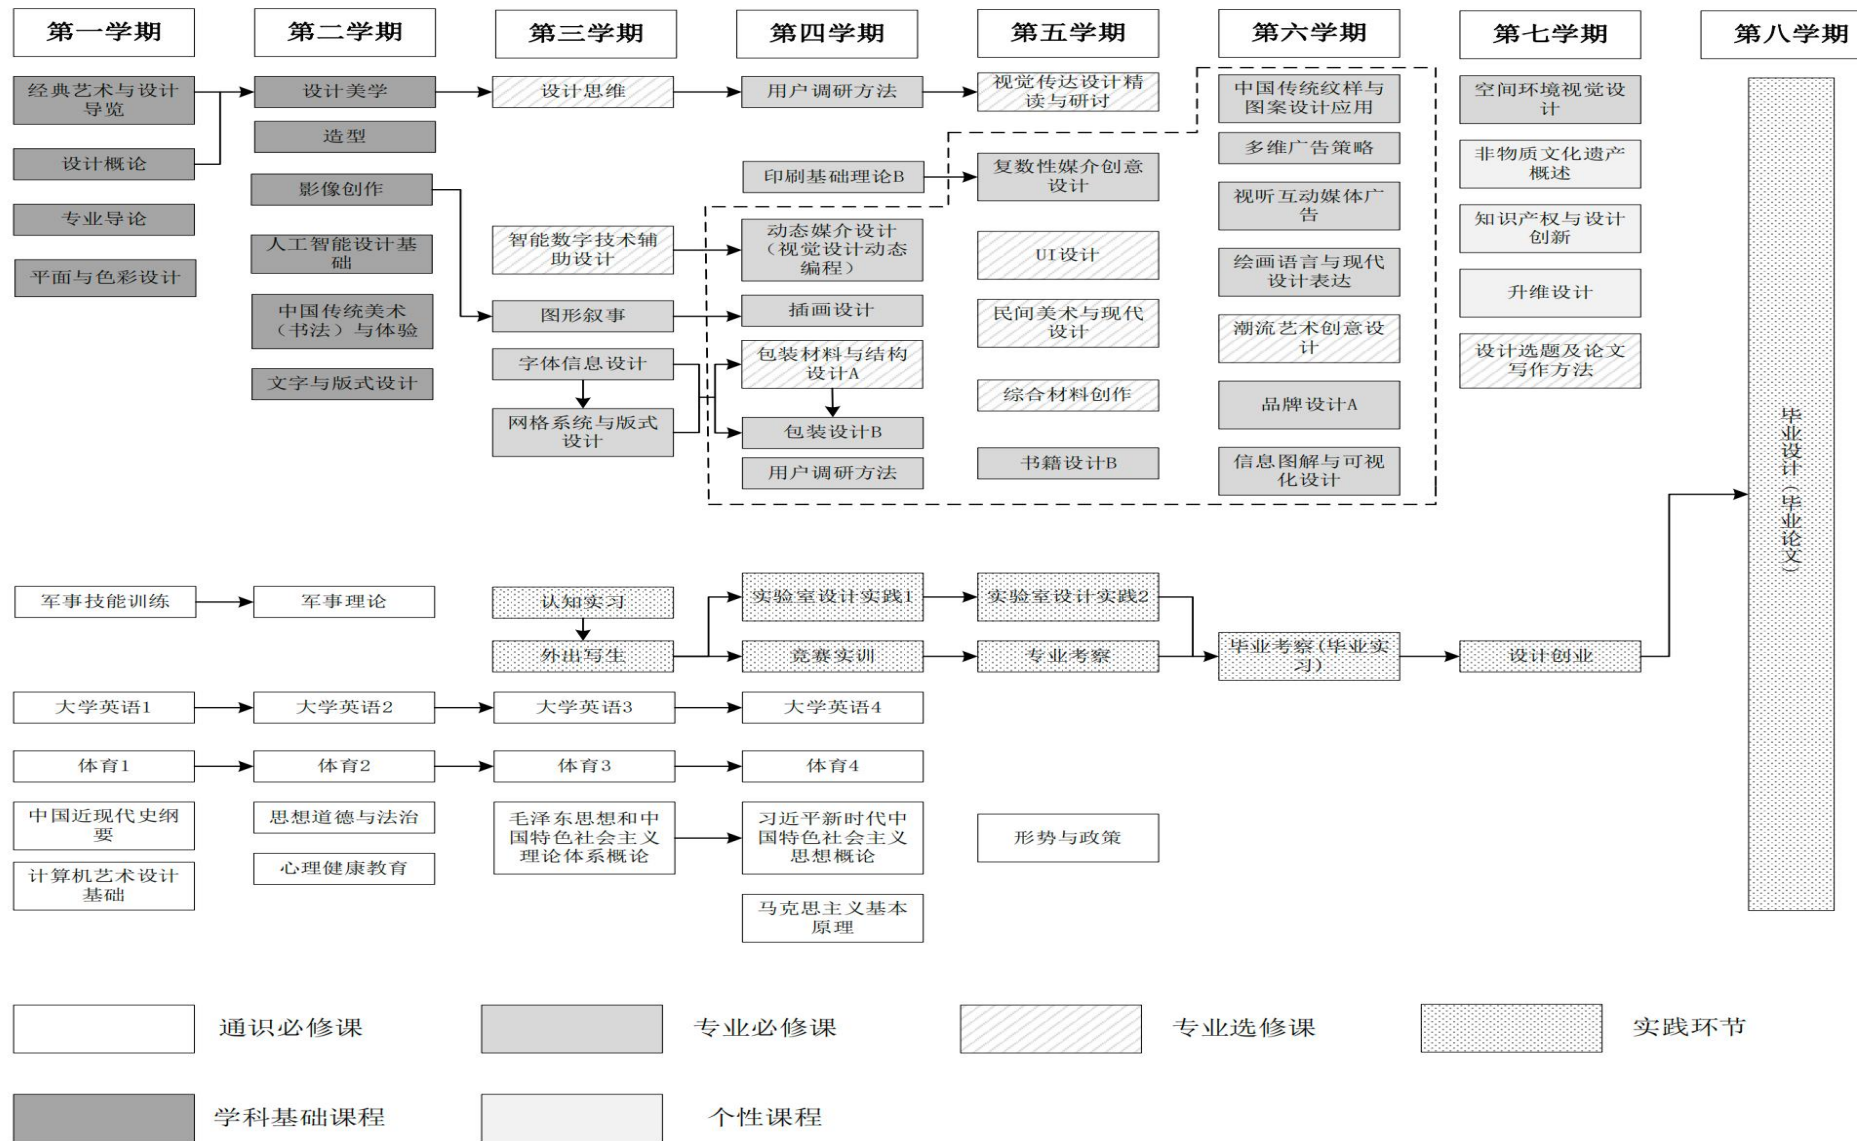 第一学期
第二学期
第三学期
第四学期
第五学期
第六学期
第七学期
第八学期
经典艺术与设计
导览
设计概论
专业导论
平面与色彩设计
设计美学
造型
影像创作
人工智能设计基
础
中国传统美术
（书法）与体验
文字与版式设计
设计思维
智能数字技术辅
助设计
图形叙事
字体信息设计
网格系统与版式
设计
用户调研方法
印刷基础理论B
动态媒介设计
（视觉设计动态
编程）
插画设计
包装材料与结构
设计A
包装设计B
用户调研方法
视觉传达设计精
读与研讨
复数性媒介创意
设计
UI设计
民间美术与现代
设计
综合材料创作
书籍设计B
中国传统纹样与
图案设计应用
多维广告策略
视听互动媒体广
告
绘画语言与现代
设计表达
潮流艺术创意设
计
品牌设计A
信息图解与可视
化设计
空间环境视觉设
计
非物质文化遗产
概述
知识产权与设计
创新
升维设计
设计选题及论文
写作方法
毕业设计（毕业论文）
军事技能训练
军事理论
认知实习
外出写生
实验室设计实践1
竞赛实训
实验室设计实践2
专业考察
毕业考察(毕业实
习)
设计创业
大学英语1
大学英语2
大学英语3
大学英语4
体育1
体育2
体育3
体育4
中国近现代史纲
要
计算机艺术设计
基础
思想道德与法治
心理健康教育
毛泽东思想和中
国特色社会主义
理论体系概论
习近平新时代中
国特色社会主义
思想概论
马克思主义基本
原理
形势与政策
通识必修课
专业必修课
专业选修课
实践环节
学科基础课程
个性课程